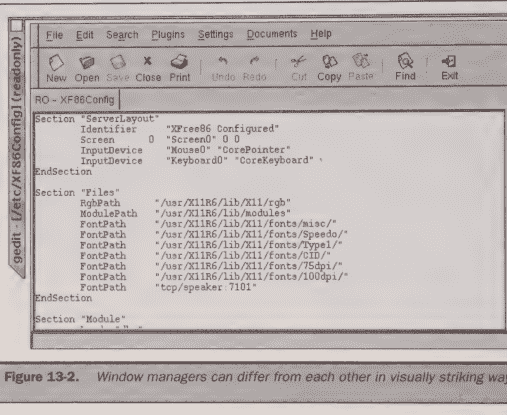 gedit - [/etc/XF86Config] (readonly)
File Edit Search Plugins Settings Documents Help
New Open Save Close Print Undo Redo Cut Copy Paste Find Exit
RO - XF86Config
Section "ServerLayout"
Identifier "XFree86 Configured"
Screen 0 "Screen0" 0 0
InputDevice "Mouse0" "CorePointer"
InputDevice "Keyboard0" "CoreKeyboard"
EndSection
Section "Files"
RgbPath "/usr/X11R6/lib/X11/rgb"
ModulePath "/usr/X11R6/lib/modules"
FontPath "/usr/X11R6/lib/X11/fonts/misc/"
FontPath "/usr/X11R6/lib/X11/fonts/Speedo/"
FontPath "/usr/X11R6/lib/X11/fonts/Type1/"
FontPath "/usr/X11R6/lib/X11/fonts/CID/"
FontPath "/usr/X11R6/lib/X11/fonts/75dpi/"
FontPath "/usr/X11R6/lib/X11/fonts/100dpi/"
FontPath "tcp/speaker:7101"
EndSection
Section "Module"
Figure 13-2. Window managers can differ from each other in visually striking